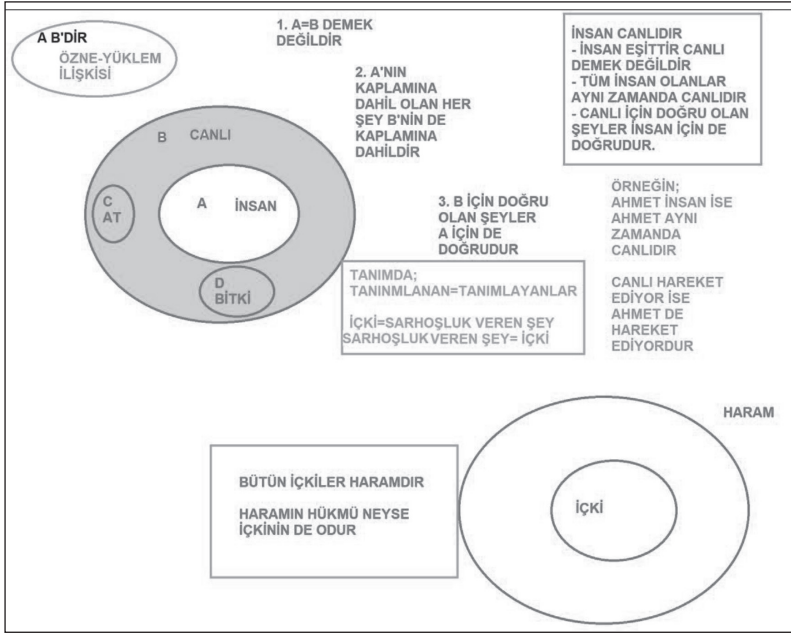 A B'DİR
ÖZNE-YÜKLEM
İLİŞKİSİ
1. A=B DEMEK
DEĞİLDİR
2. A'NIN
KAPLAMINA
DAHİL OLAN HER
ŞEY B'NİN DE
KAPLAMINA
DAHİLDİR
İNSAN CANLIDIR
- İNSAN EŞİTTİR CANLI
DEMEK DEĞİLDİR
- TÜM İNSAN OLANLAR
AYNI ZAMANDA CANLIDIR
- CANLI İÇİN DOĞRU OLAN
ŞEYLER İNSAN İÇİN DE
DOĞRUDUR.
B CANLI
A İNSAN
C
AT
D
BİTKİ
3. B İÇİN DOĞRU
OLAN ŞEYLER
A İÇİN DE
DOĞRUDUR
ÖRNEĞİN;
AHMET İNSAN İSE
AHMET AYNI
ZAMANDA
CANLIDIR
CANLI HAREKET
EDİYOR İSE
AHMET DE
HAREKET
EDİYORDUR
TANIMDA;
TANINMLANAN=TANIMLAYANLAR
İÇKİ=SARHOŞLUK VEREN ŞEY
SARHOŞLUK VEREN ŞEY= İÇKİ
HARAM
İÇKİ
BÜTÜN İÇKİLER HARAMDIR
HARAMIN HÜKMÜ NEYSE
İÇKİNİN DE ODUR